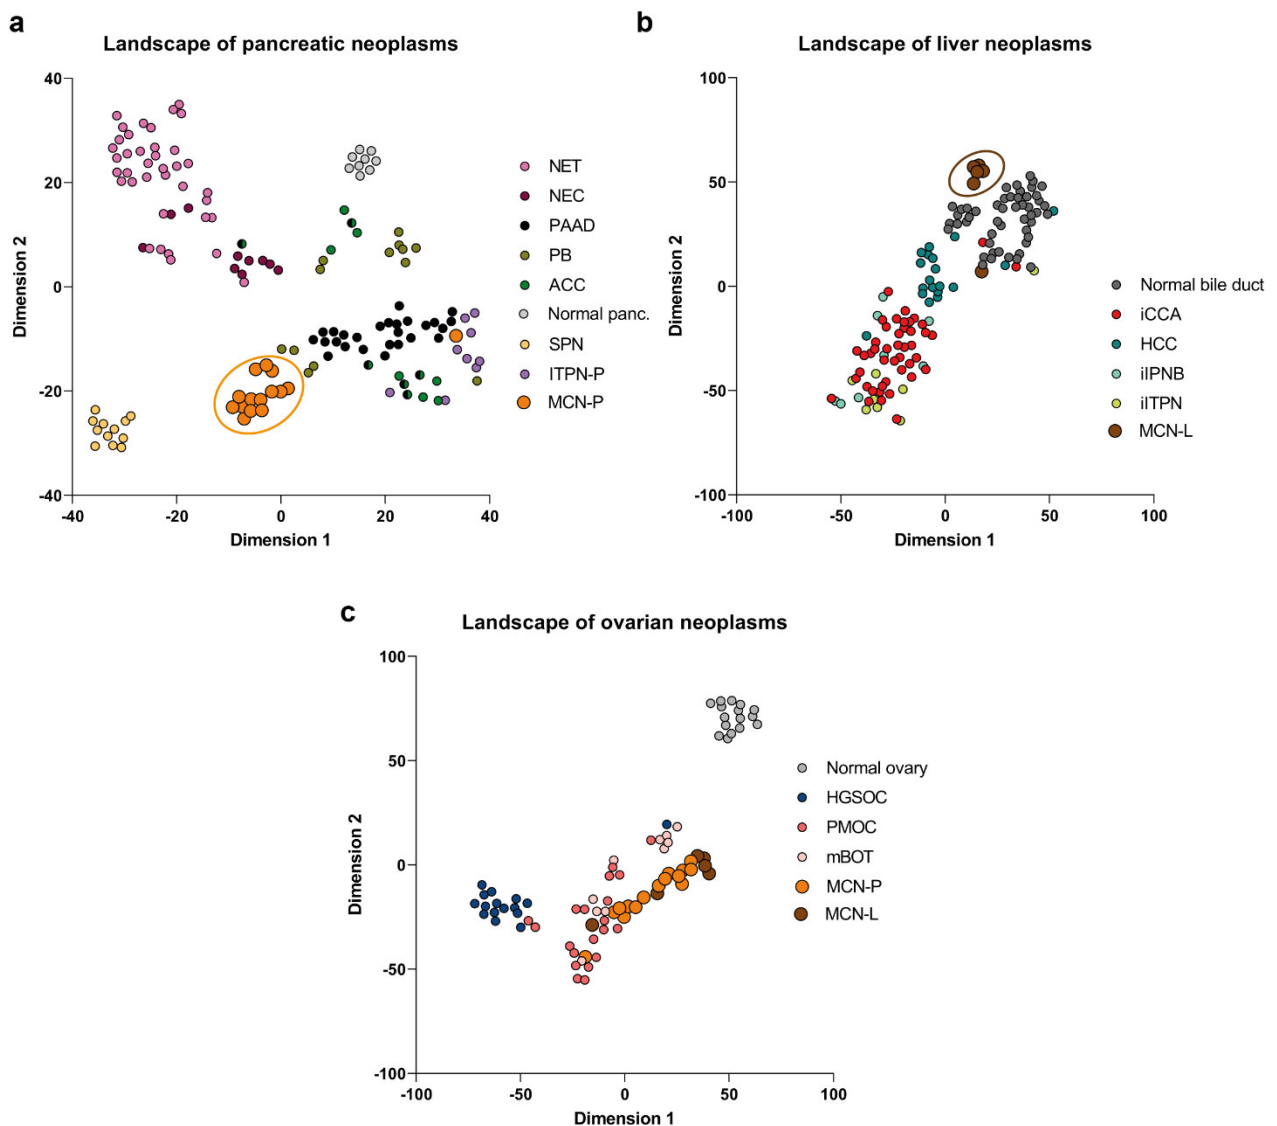 a
Landscape of pancreatic neoplasms
40
20
0
-20
-40
-40 -20 0 20 40
Dimension 2
Dimension 1
NET
NEC
PAAD
PB
ACC
Normal panc.
SPN
ITPN-P
MCN-P
b
Landscape of liver neoplasms
100
50
0
-50
-100
-100 -50 0 50 100
Dimension 2
Dimension 1
Normal bile duct
iCCA
HCC
iIPNB
iITPN
MCN-L
c
Landscape of ovarian neoplasms
100
50
0
-50
-100
-100 -50 0 50 100
Dimension 2
Dimension 1
Normal ovary
HGSOC
PMOC
mBOT
MCN-P
MCN-L